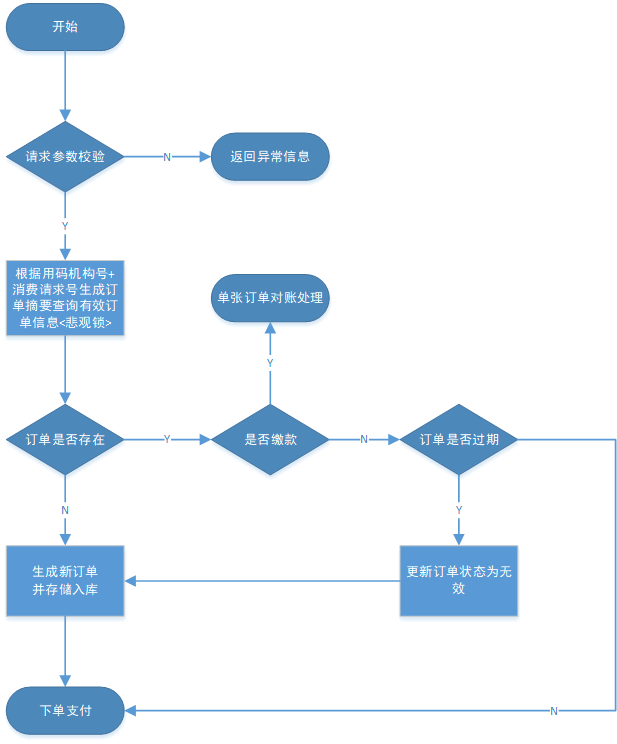 开始
请求参数校验
N
返回异常信息
Y
根据用码机构号+
消费请求号生成订
单摘要查询有效订
单信息<悲观锁>
单张订单对账处理
Y
订单是否存在
Y
是否缴款
N
订单是否过期
N
Y
生成新订单
并存储入库
更新订单状态为无
效
下单支付
N